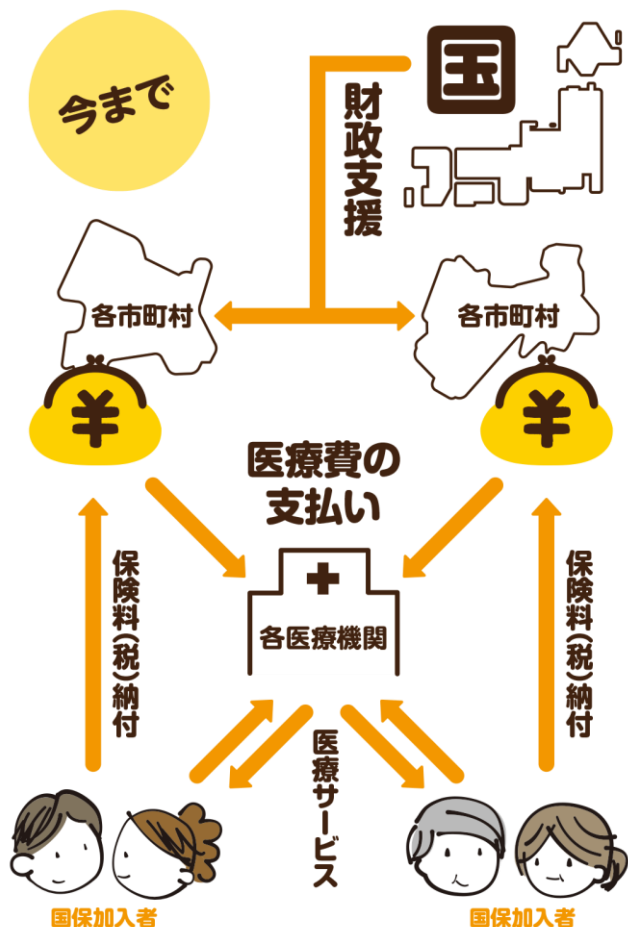 今まで
国
財政支援
各市町村
各市町村
¥
¥
医療費の
支払い
各医療機関
保険料(税)納付
保険料(税)納付
医療サービス
国保加入者
国保加入者